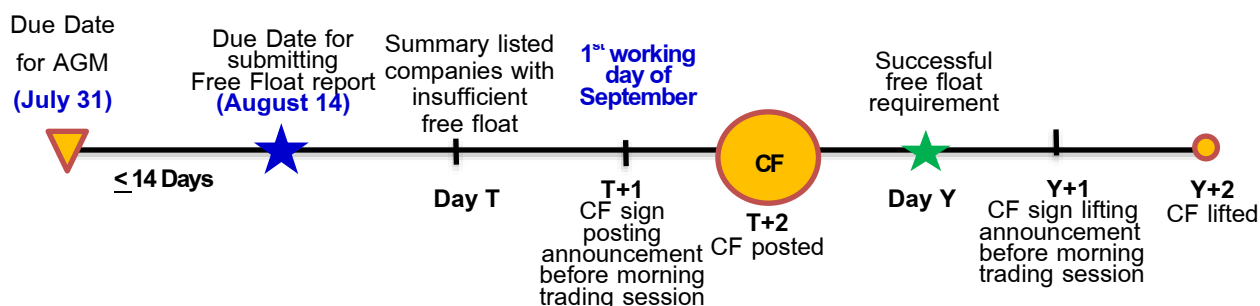 Due Date
for AGM
(July 31)
Due Date for
submitting
Free Float report
(August 14)
Summary listed
companies with
insufficient
free float
1st working
day of
September
Successful
free float
requirement
CF
< 14 Days
Day T
T+1
CF sign
posting
announcement
before morning
trading session
T+2
CF posted
Day Y
Y+1
CF sign lifting
announcement
before morning
trading session
Y+2
CF lifted